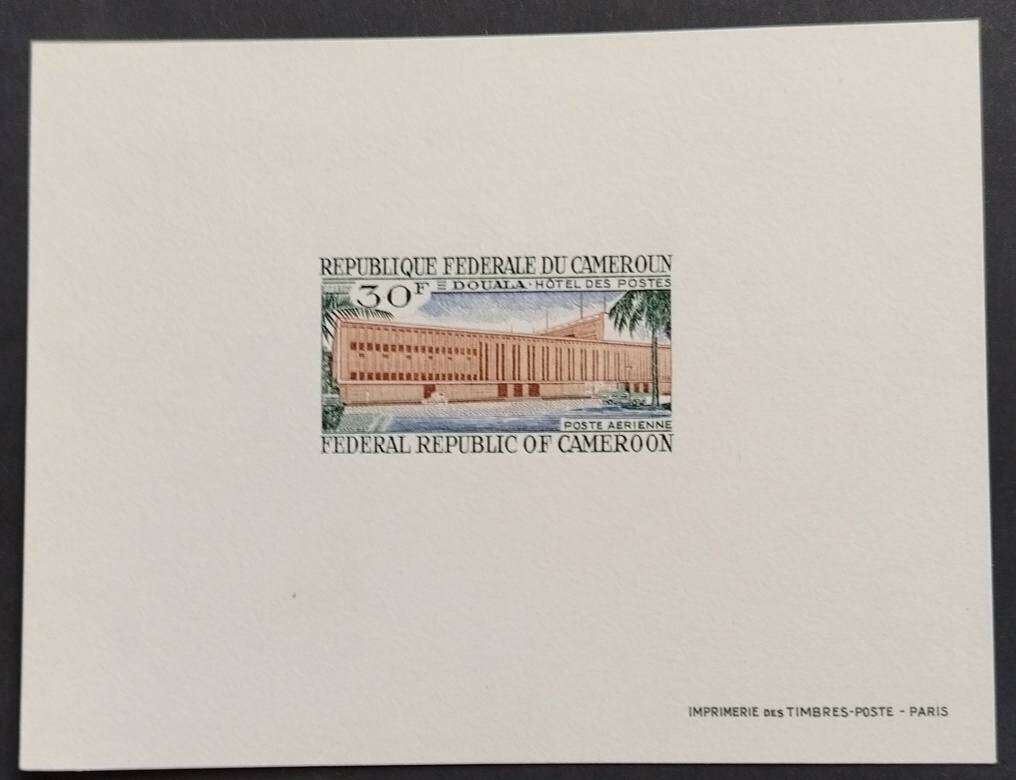 REPUBLIQUE FEDERALE DU CAMEROUN
30F DOUALA · HÔTEL DES POSTES
POSTE AERIENNE
FEDERAL REPUBLIC OF CAMEROON
IMPRIMERIE DES TIMBRES-POSTE - PARIS